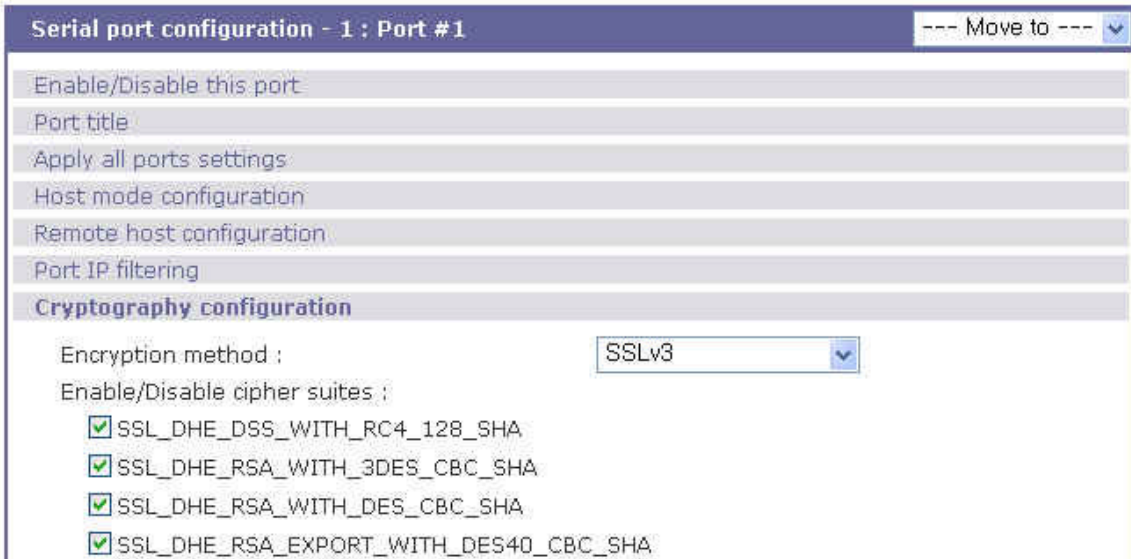 Serial port configuration - 1 : Port #1 --- Move to ---
Enable/Disable this port
Port title
Apply all ports settings
Host mode configuration
Remote host configuration
Port IP filtering
Cryptography configuration
Encryption method : SSLv3
Enable/Disable cipher suites :
SSL_DHE_DSS_WITH_RC4_128_SHA
SSL_DHE_RSA_WITH_3DES_CBC_SHA
SSL_DHE_RSA_WITH_DES_CBC_SHA
SSL_DHE_RSA_EXPORT_WITH_DES40_CBC_SHA